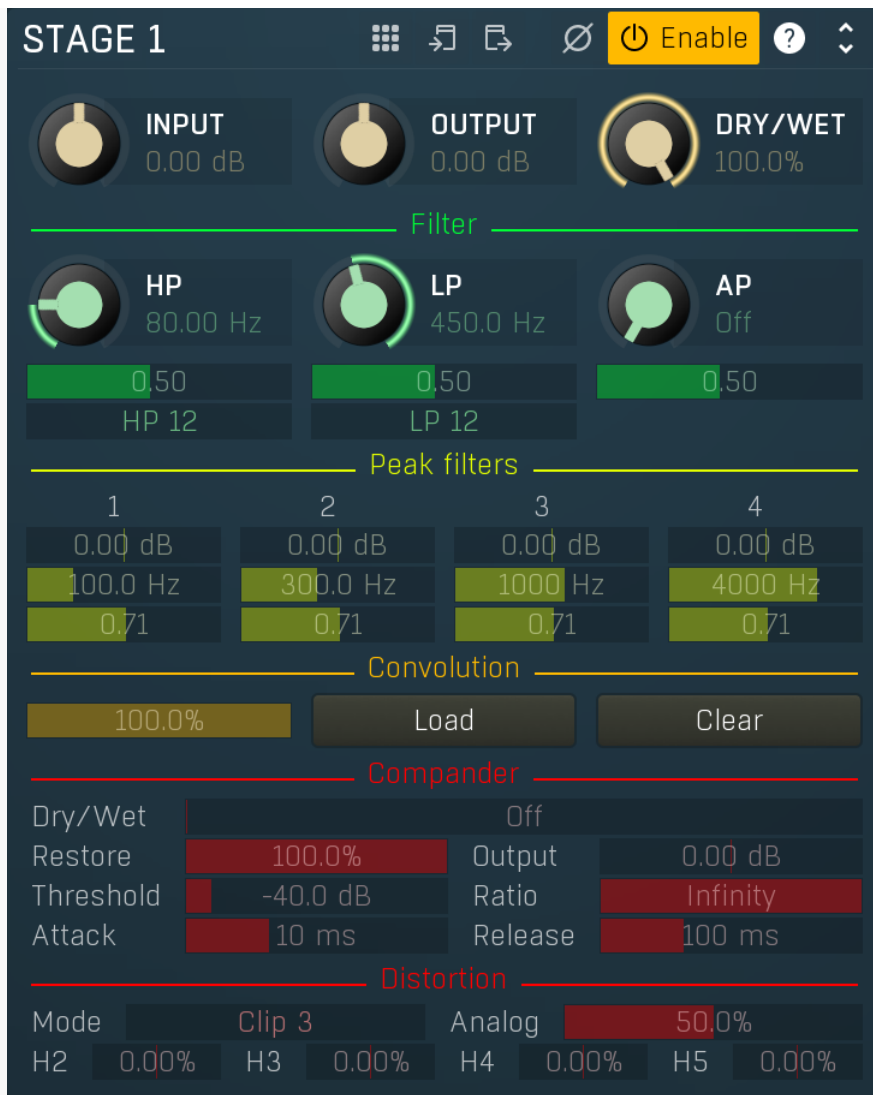 STAGE 1 Enable ?
INPUT OUTPUT DRY/WET
0.00 dB 0.00 dB 100.0%
Filter
HP LP AP
80.00 Hz 450.0 Hz Off
0.50 0.50 0.50
HP 12 LP 12
Peak filters
1 2 3 4
0.00 dB 0.00 dB 0.00 dB 0.00 dB
100.0 Hz 300.0 Hz 1000 Hz 4000 Hz
0.71 0.71 0.71 0.71
Convolution
100.0% Load Clear
Compander
Dry/Wet Off
Restore 100.0% Output 0.00 dB
Threshold -40.0 dB Ratio Infinity
Attack 10 ms Release 100 ms
Distortion
Mode Clip 3 Analog 50.0%
H2 0.00% H3 0.00% H4 0.00% H5 0.00%